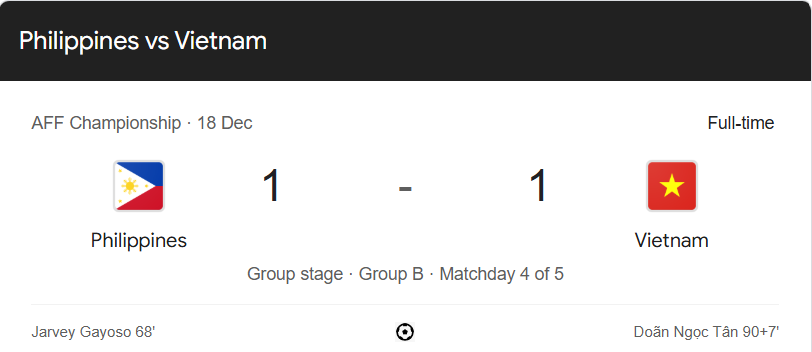 Philippines vs Vietnam
AFF Championship · 18 Dec
Full-time
1 - 1
Philippines
Vietnam
Group stage · Group B · Matchday 4 of 5
Jarvey Gayoso 68'
Doãn Ngọc Tân 90+7'